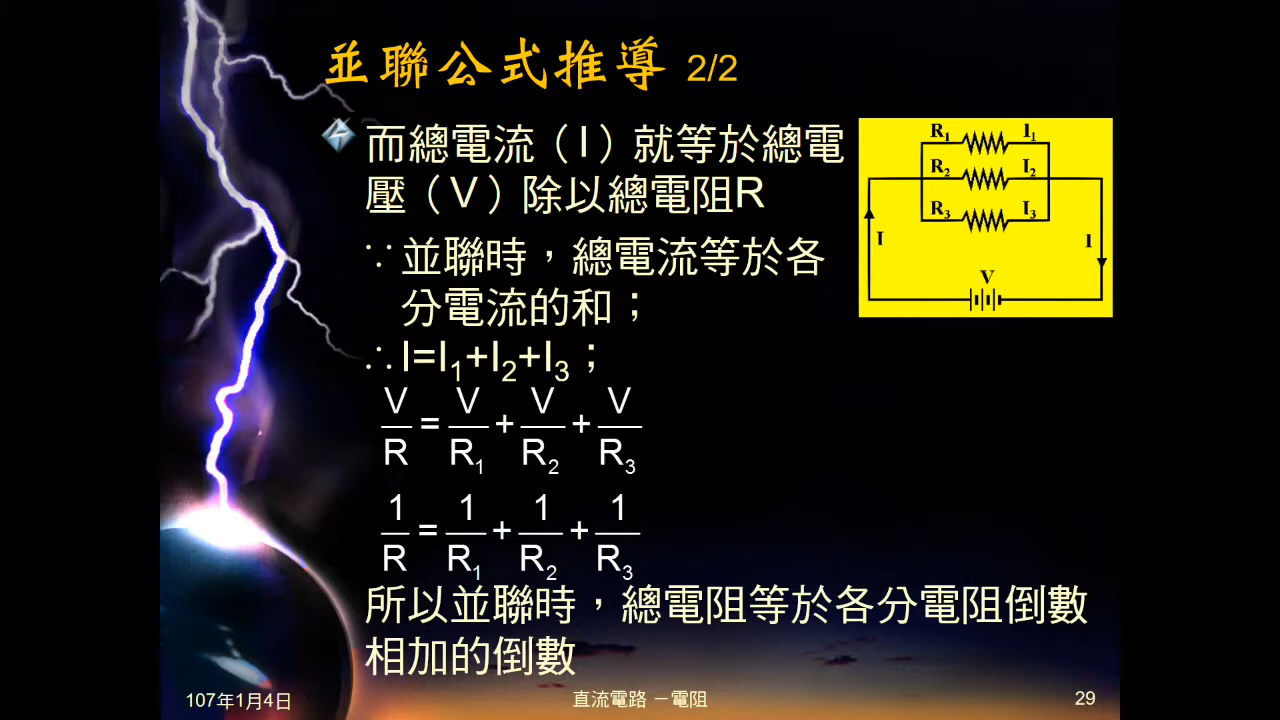 並聯公式推導 2/2
而總電流（I）就等於總電
壓（V）除以總電阻R
∵並聯時，總電流等於各
分電流的和；
∴I=I₁+I₂+I₃；
V/R = V/R₁ + V/R₂ + V/R₃
1/R = 1/R₁ + 1/R₂ + 1/R₃
所以並聯時，總電阻等於各分電阻倒數
相加的倒數
R₁ I₁
R₂ I₂
R₃ I₃
I I
V
107年1月4日
直流電路 －電阻
29